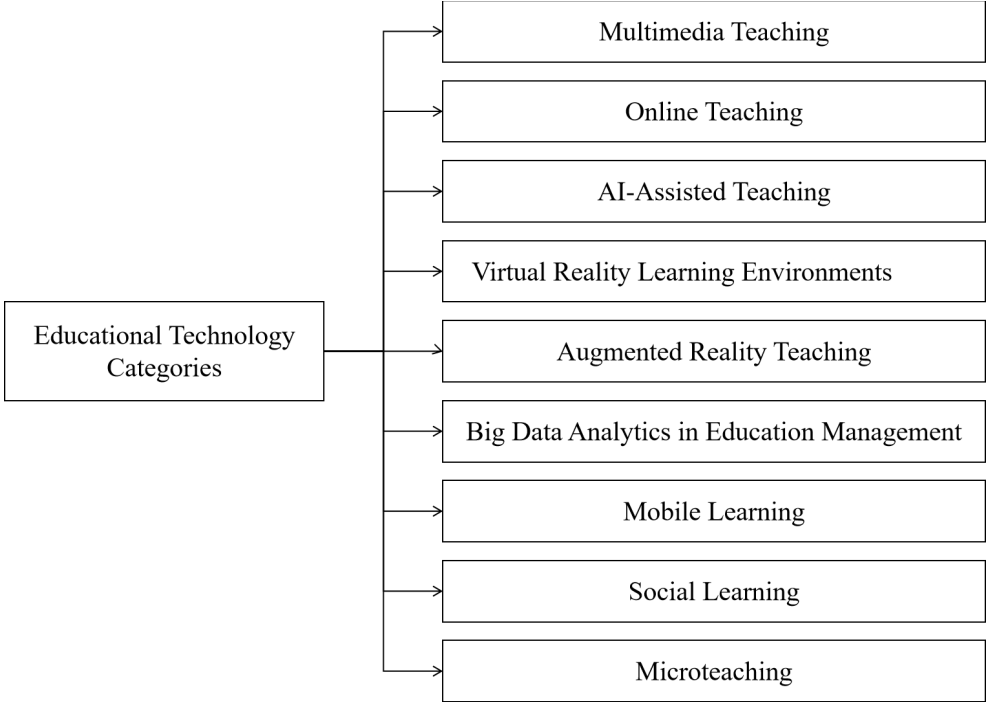 Multimedia Teaching
Online Teaching
AI-Assisted Teaching
Virtual Reality Learning Environments
Educational Technology
Categories
Augmented Reality Teaching
Big Data Analytics in Education Management
Mobile Learning
Social Learning
Microteaching